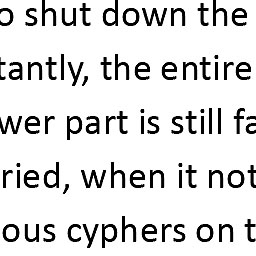 o shut down the
tantly, the entire
wer part is still fa
ried, when it not
ous cyphers on t